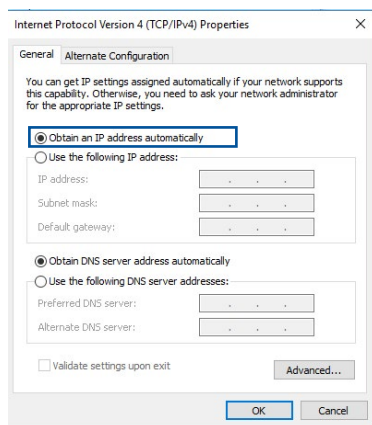 Internet Protocol Version 4 (TCP/IPv4) Properties
General Alternate Configuration
You can get IP settings assigned automatically if your network supports
this capability. Otherwise, you need to ask your network administrator
for the appropriate IP settings.
Obtain an IP address automatically
Use the following IP address:
IP address:
Subnet mask:
Default gateway:
Obtain DNS server address automatically
Use the following DNS server addresses:
Preferred DNS server:
Alternate DNS server:
Validate settings upon exit
Advanced...
OK Cancel